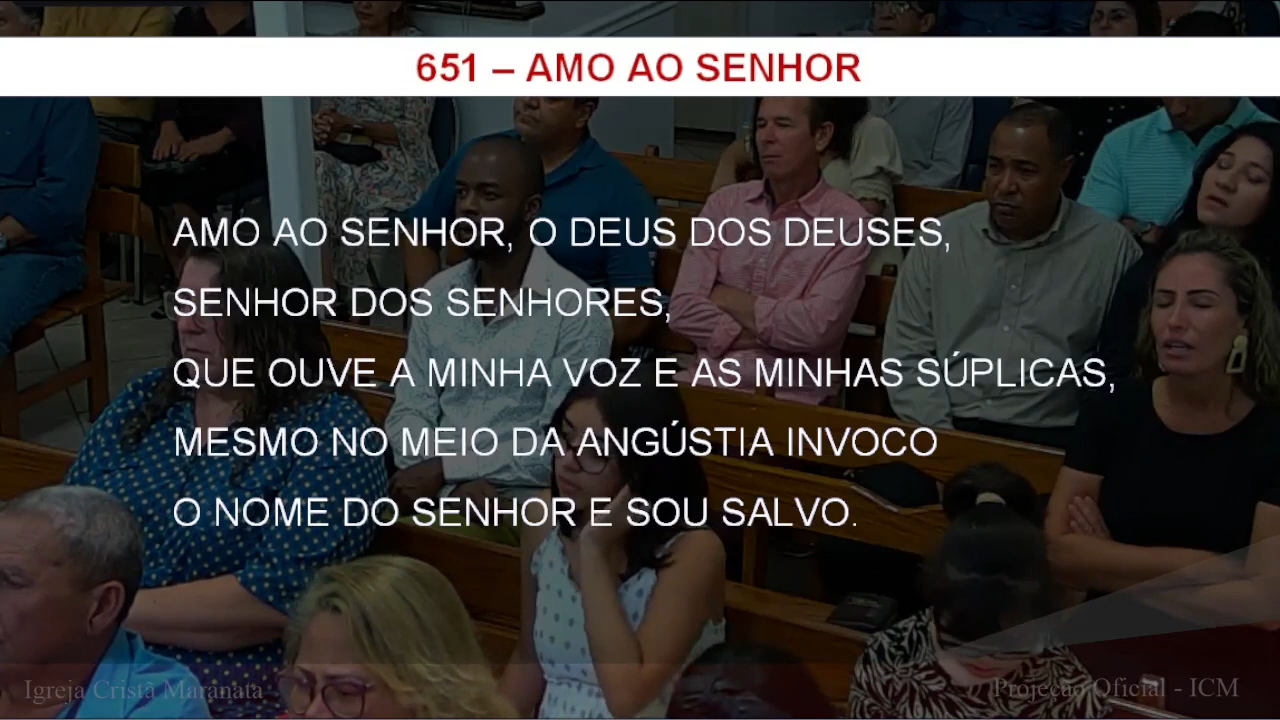 651 – AMO AO SENHOR
AMO AO SENHOR, O DEUS DOS DEUSES,
SENHOR DOS SENHORES,
QUE OUVE A MINHA VOZ E AS MINHAS SÚPLICAS,
MESMO NO MEIO DA ANGÚSTIA INVOCO
O NOME DO SENHOR E SOU SALVO.
Igreja Cristã Maranata
Projeção Oficial - ICM